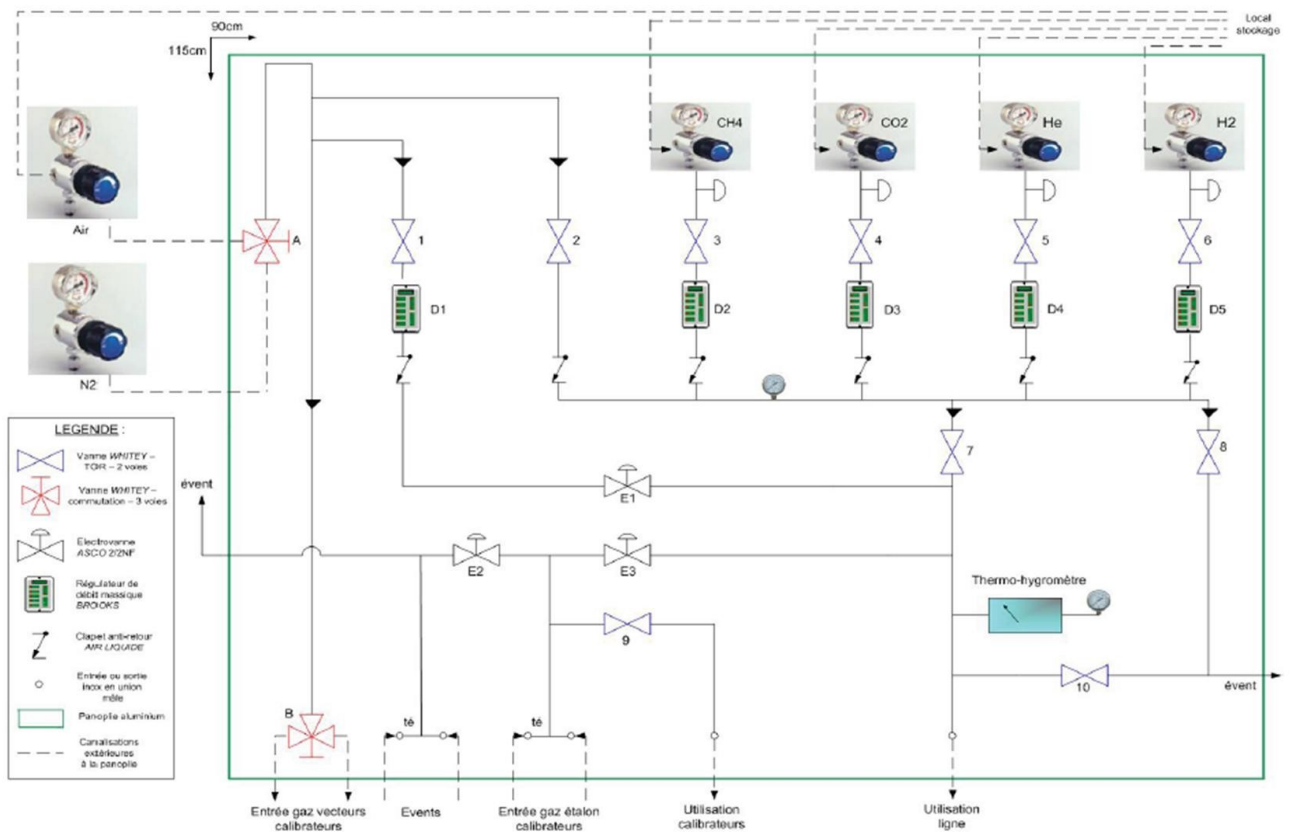 90cm
115cm
Local
stockage
CH4
CO2
He
H2
Air
A
1
2
3
4
5
6
D1
D2
D3
D4
D5
N2
LEGENDE :
Vanne WHITEY –
TOR – 2 voies
Vanne WHITEY –
commutation – 3 voies
Electrovanne
ASCO 2/2NF
Régulateur de
débit massique
BROOKS
Clapet anti-retour
AIR LIQUIDE
Entrée ou sortie
inox en union
mâle
Panoplie aluminium
Canalisations
extérieures
à la panoplie
évent
7
8
E1
E2
E3
Thermo-hygromètre
9
10
évent
B
té
té
Entrée gaz vecteurs
calibrateurs
Events
Entrée gaz étalon
calibrateurs
Utilisation
calibrateurs
Utilisation
ligne